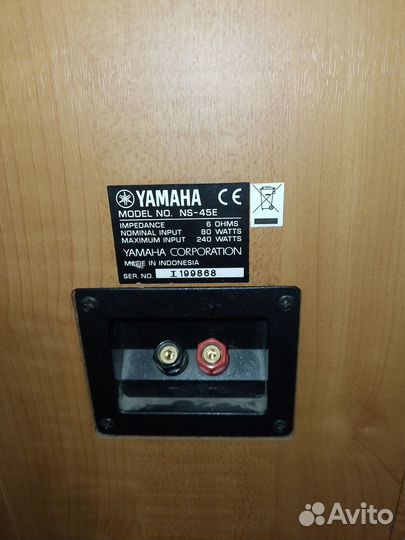 YAMAHA CE
MODEL NO. NS-45E
IMPEDANCE 6 OHMS
NOMINAL INPUT 80 WATTS
MAXIMUM INPUT 240 WATTS
YAMAHA CORPORATION
MADE IN INDONESIA
SER. NO. I 199868
Avito